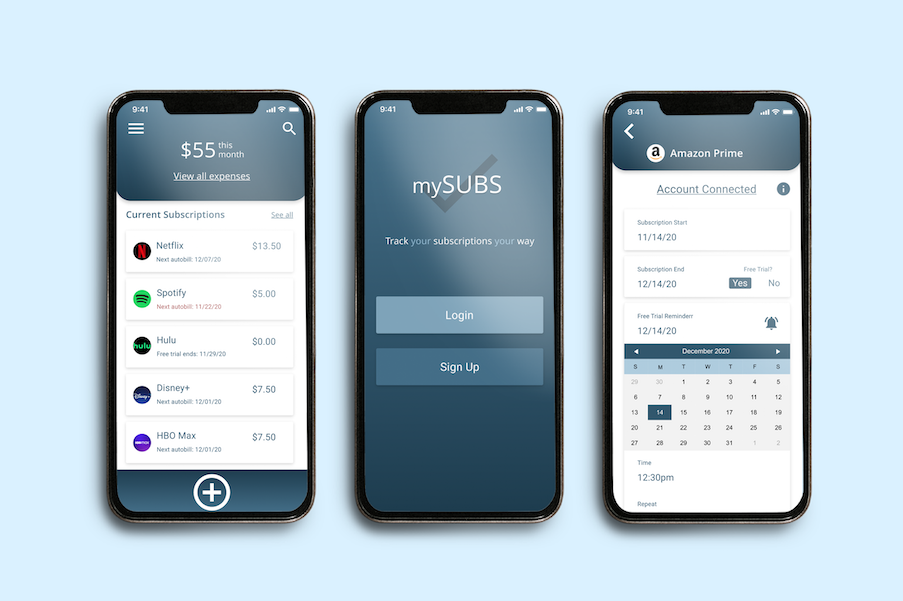 9:41
$55 this month
View all expenses
Current Subscriptions See all
Netflix $13.50
Next autobill: 12/07/20
Spotify $5.00
Next autobill: 11/22/20
hulu
Hulu $0.00
Free trial ends: 11/29/20
Disney+
Disney+ $7.50
Next autobill: 12/01/20
HBO Max $7.50
Next autobill: 12/01/20
9:41
mySUBS
Track your subscriptions your way
Login
Sign Up
9:41
a Amazon Prime
Account Connected i
Subscription Start
11/14/20
Subscription End Free Trial?
12/14/20 Yes No
Free Trial Reminderr
12/14/20
December 2020
S M T W T F S
29 30 1 2 3 4 5
6 7 8 9 10 11 12
13 14 15 16 17 18 19
20 21 22 23 24 25 26
27 28 29 30 31 1 2
Time
12:30pm
Repeat